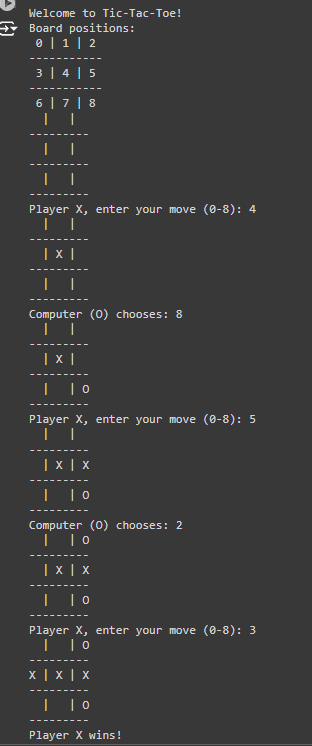 Welcome to Tic-Tac-Toe!
Board positions:
 0 | 1 | 2
-----------
 3 | 4 | 5
-----------
 6 | 7 | 8
  |   |
---------
  |   |
---------
  |   |
---------
Player X, enter your move (0-8): 4
  |   |
---------
  | X |
---------
  |   |
---------
Computer (O) chooses: 8
  |   |
---------
  | X |
---------
  |   | O
---------
Player X, enter your move (0-8): 5
  |   |
---------
  | X | X
---------
  |   | O
---------
Computer (O) chooses: 2
  |   | O
---------
  | X | X
---------
  |   | O
---------
Player X, enter your move (0-8): 3
  |   | O
---------
X | X | X
---------
  |   | O
---------
Player X wins!